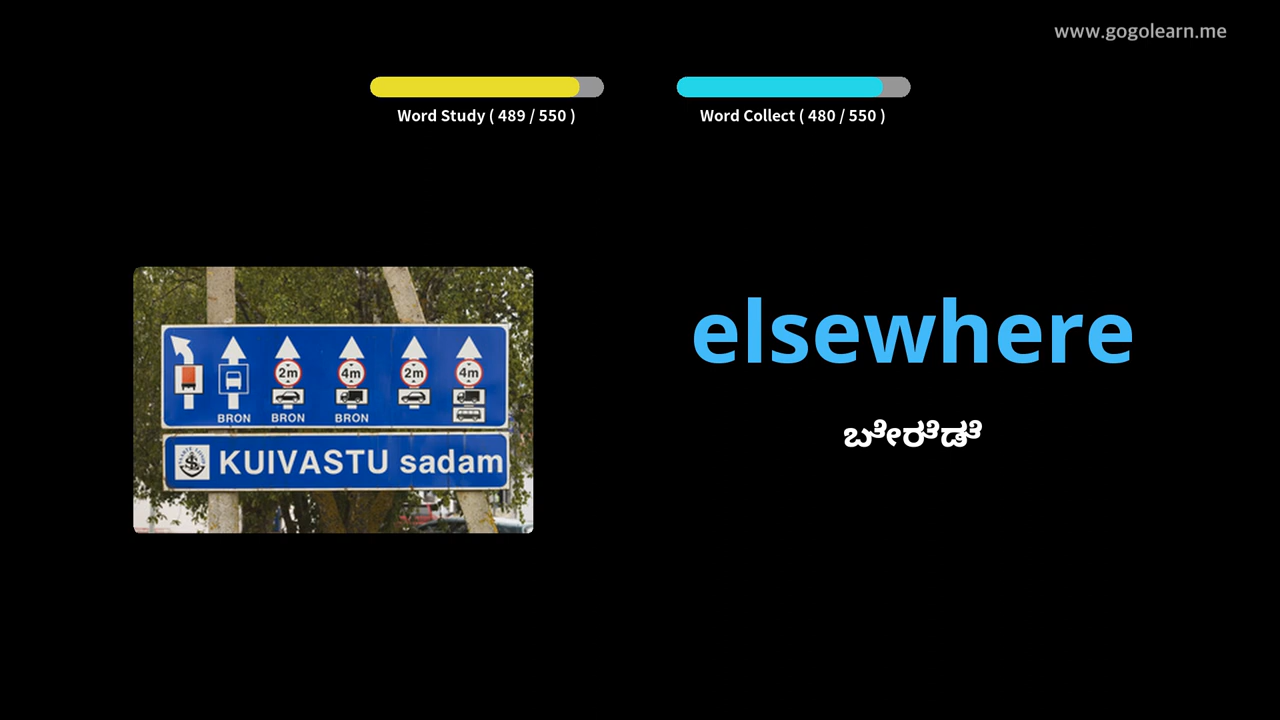 www.gogolearn.me
Word Study ( 489 / 550 )
Word Collect ( 480 / 550 )
2m
4m
2m
4m
BRON
BRON
BRON
KUIVASTU sadam
elsewhere
ಬೇರೆಡೆ